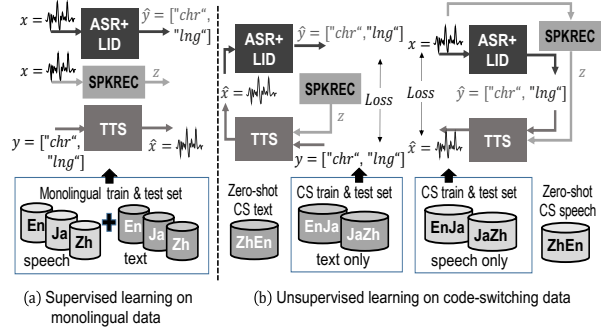 x =
ASR+
LID
ŷ = ["chr",
"lng"]
x =
SPKREC
z
y = ["chr",
"lng"]
TTS
x̂ =
Monolingual train & test set
En
Ja
Zh
En
Ja
Zh
speech
text
(a) Supervised learning on
monolingual data
ASR+
LID
ŷ = ["chr","lng"]
x̂ =
SPKREC
Loss
z
TTS
y = ["chr", "lng"]
Zero-shot
CS text
ZhEn
CS train & test set
EnJa
JaZh
text only
x =
ASR+
LID
SPKREC
z
Loss
ŷ = ["chr", "lng"]
x̂ =
TTS
CS train & test set
EnJa
JaZh
speech only
Zero-shot
CS speech
ZhEn
(b) Unsupervised learning on code-switching data